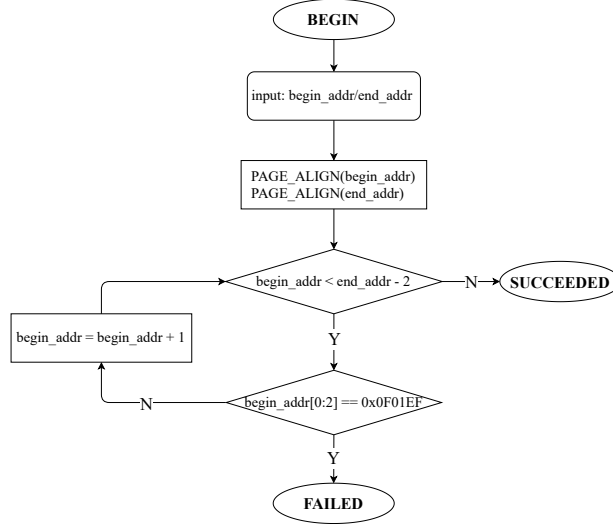 BEGIN
input: begin_addr/end_addr
PAGE_ALIGN(begin_addr)
PAGE_ALIGN(end_addr)
begin_addr < end_addr - 2
N
SUCCEEDED
Y
begin_addr = begin_addr + 1
begin_addr[0:2] == 0x0F01EF
N
Y
FAILED